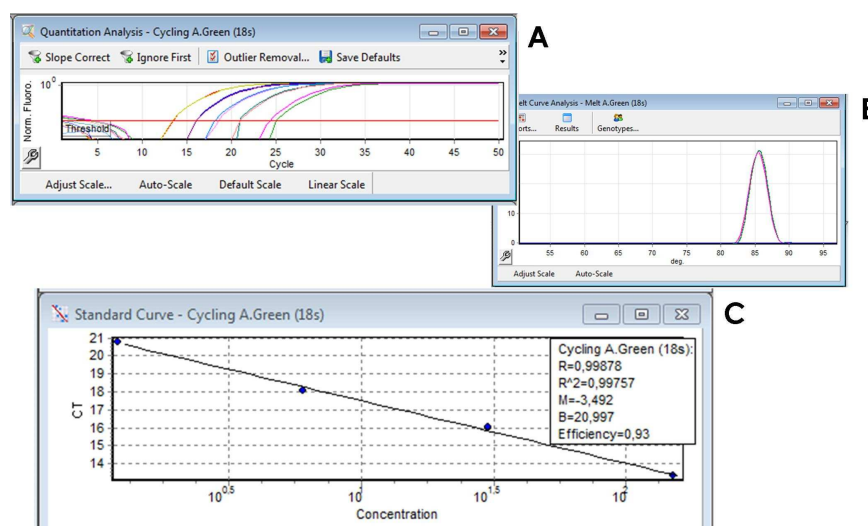 Quantitation Analysis - Cycling A.Green (18s)
A
Slope Correct Ignore First Outlier Removal... Save Defaults
Norm. Fluoro.
10^0
Threshold
5 10 15 20 25 30 35 40 45 50
Cycle
Adjust Scale... Auto-Scale Default Scale Linear Scale
Melt Curve Analysis - Melt A.Green (18s)
Results Genotypes...
10
0
55 60 65 70 75 80 85 90 95
deg.
Adjust Scale Auto-Scale
Standard Curve - Cycling A.Green (18s)
C
CT
21
20
19
18
17
16
15
14
Cycling A.Green (18s):
R=0,99878
R^2=0,99757
M=-3,492
B=20,997
Efficiency=0,93
10^0.5 10^1 10^1.5 10^2
Concentration